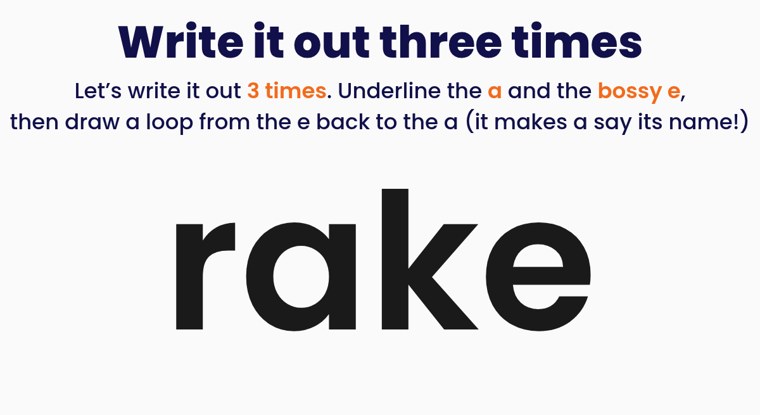 Write it out three times
Let’s write it out 3 times. Underline the a and the bossy e,
then draw a loop from the e back to the a (it makes a say its name!)
rake